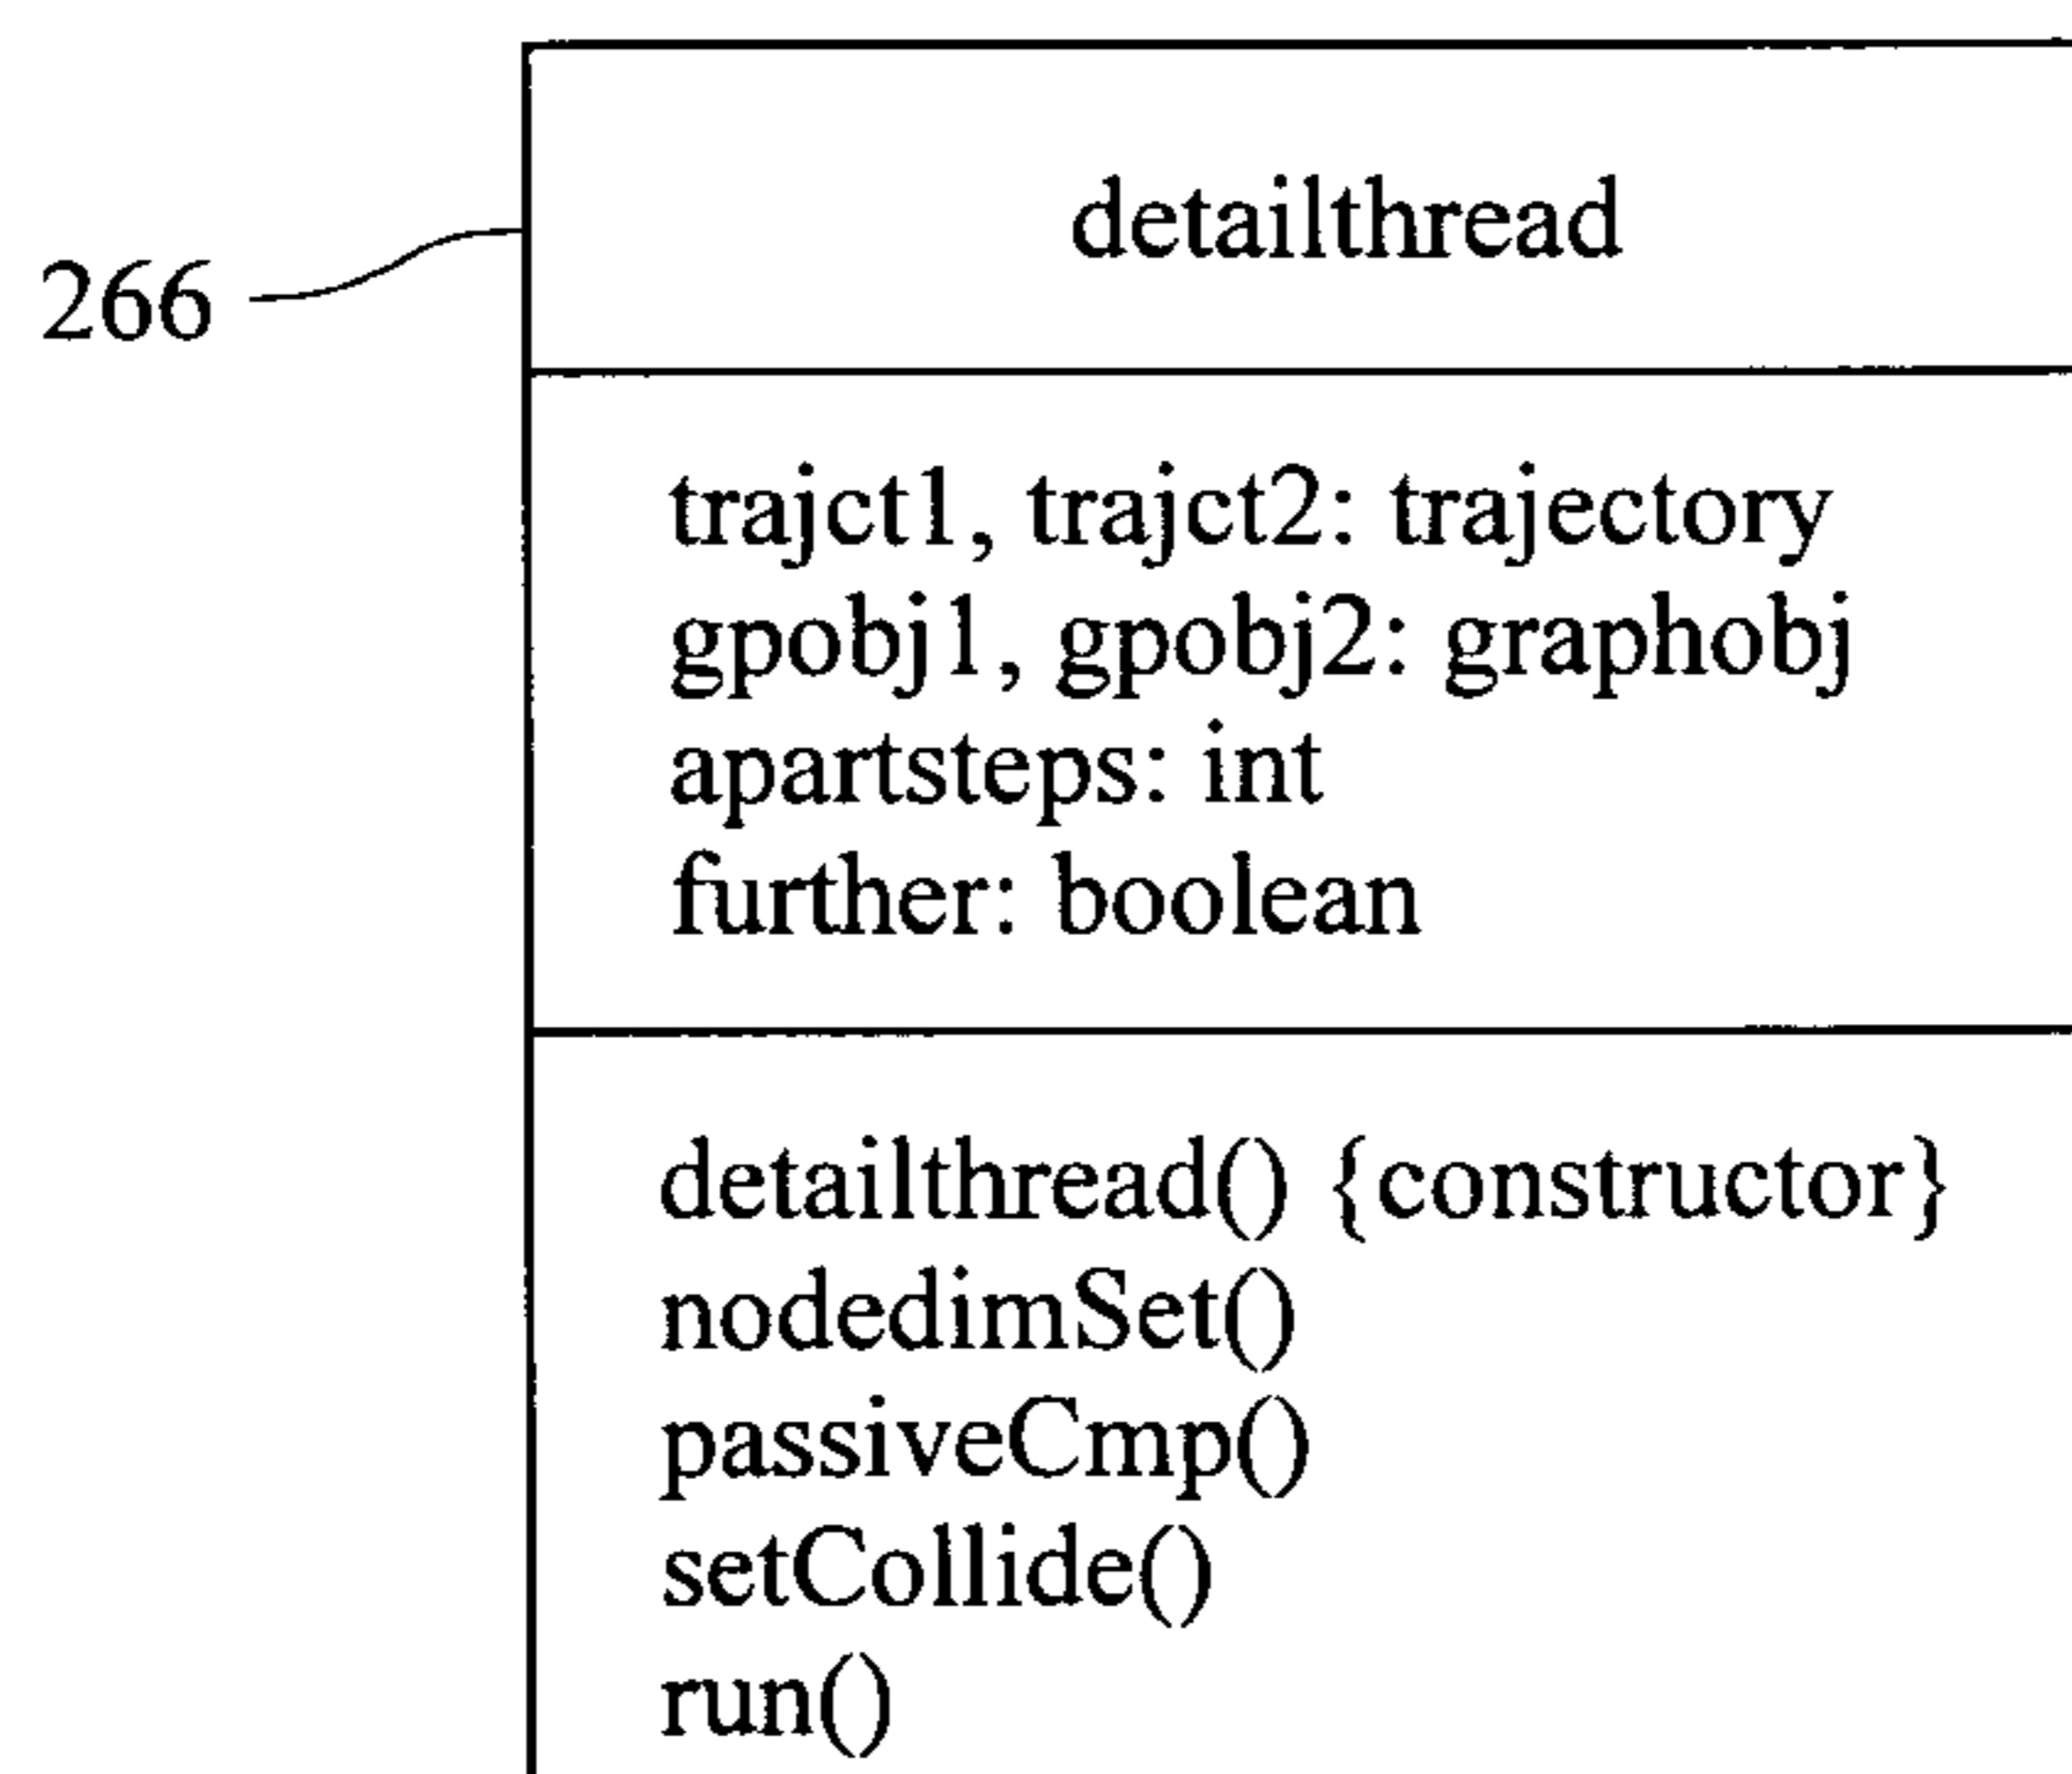 detailthread
266
trajct1, trajct2: trajectory
gpobj1, gpobj2: graphobj
apartsteps: int
further: boolean
detailthread() {constructor}
nodedimSet()
passiveCmp()
setCollide()
run()